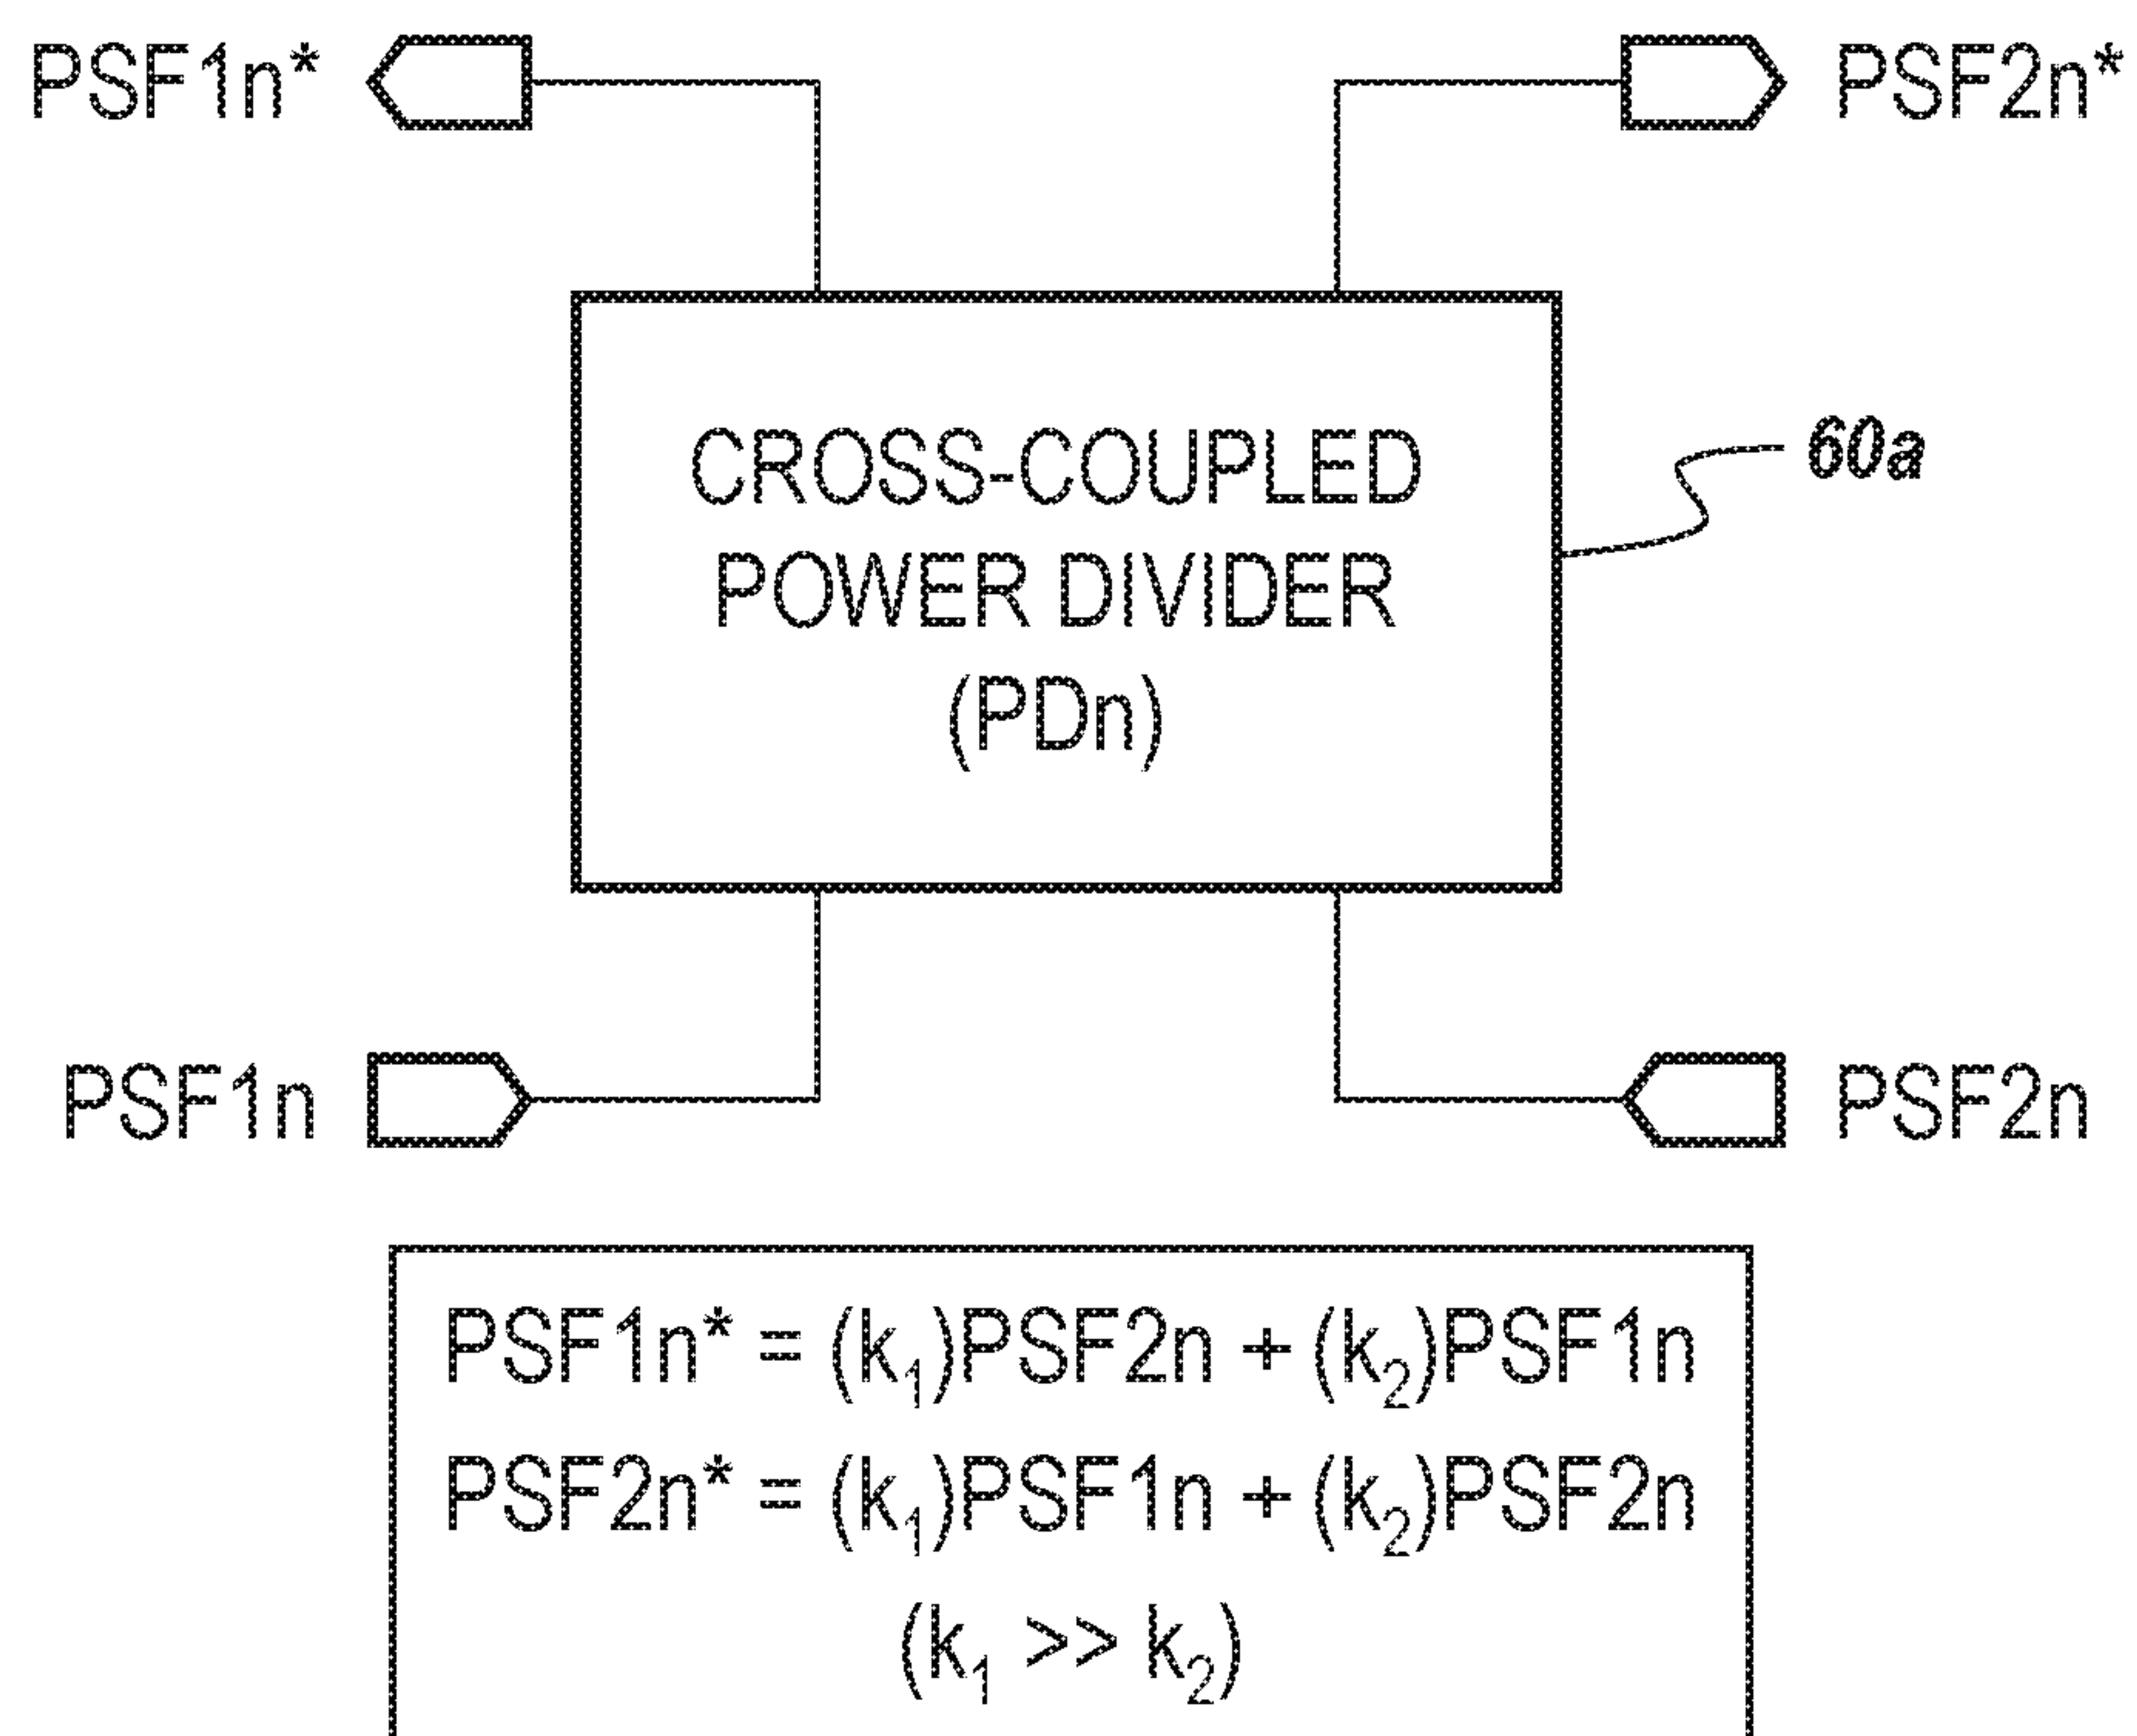 PSF1n*
PSF2n*
CROSS-COUPLED
POWER DIVIDER
(PDn)
60a
PSF1n
PSF2n
PSF1n* = (k₁)PSF2n + (k₂)PSF1n
PSF2n* = (k₁)PSF1n + (k₂)PSF2n
(k₁ >> k₂)